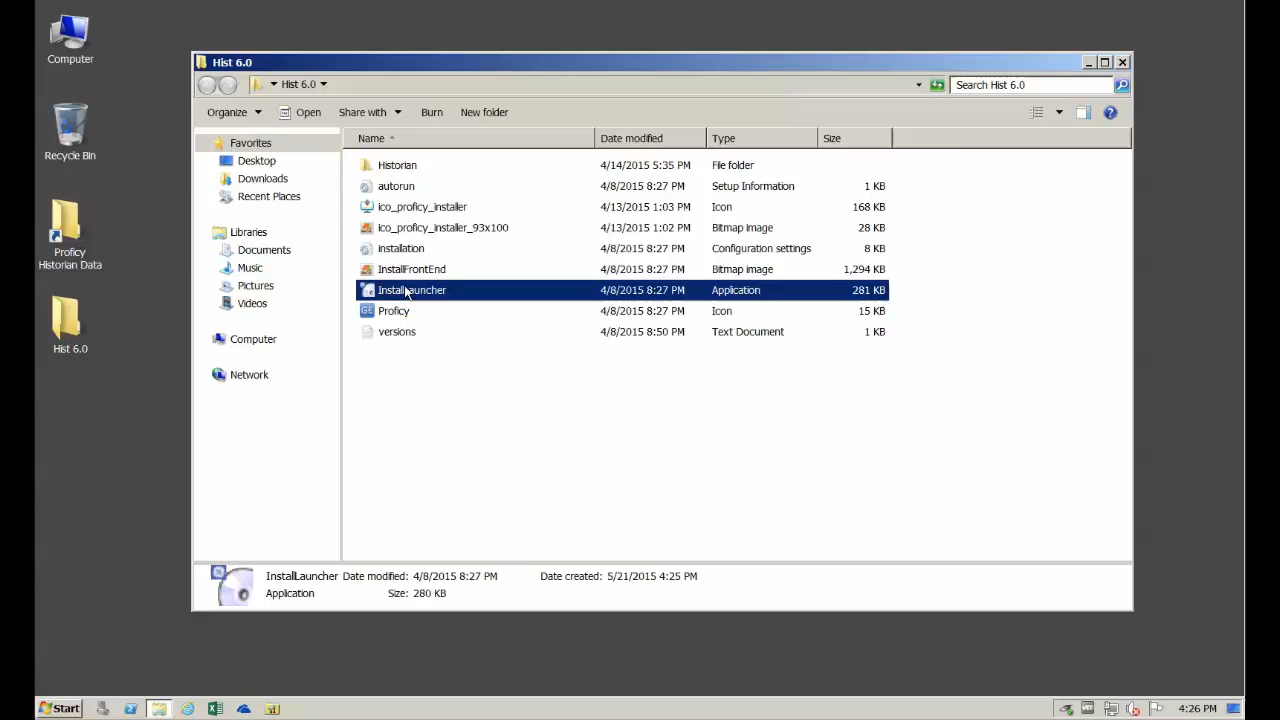 Computer
Recycle Bin
Proficy
Historian Data
Hist 6.0
Hist 6.0
Hist 6.0
Search Hist 6.0
Organize Open Share with Burn New folder
Name Date modified Type Size
Favorites
Desktop
Downloads
Recent Places
Libraries
Documents
Music
Pictures
Videos
Computer
Network
Historian 4/14/2015 5:35 PM File folder
autorun 4/8/2015 8:27 PM Setup Information 1 KB
ico_proficy_installer 4/13/2015 1:03 PM Icon 168 KB
ico_proficy_installer_93x100 4/13/2015 1:02 PM Bitmap image 28 KB
installation 4/8/2015 8:27 PM Configuration settings 8 KB
InstallFrontEnd 4/8/2015 8:27 PM Bitmap image 1,294 KB
InstallLauncher 4/8/2015 8:27 PM Application 281 KB
GE Proficy 4/8/2015 8:27 PM Icon 15 KB
versions 4/8/2015 8:50 PM Text Document 1 KB
InstallLauncher Date modified: 4/8/2015 8:27 PM Date created: 5/21/2015 4:25 PM
Application Size: 280 KB
Start 4:26 PM